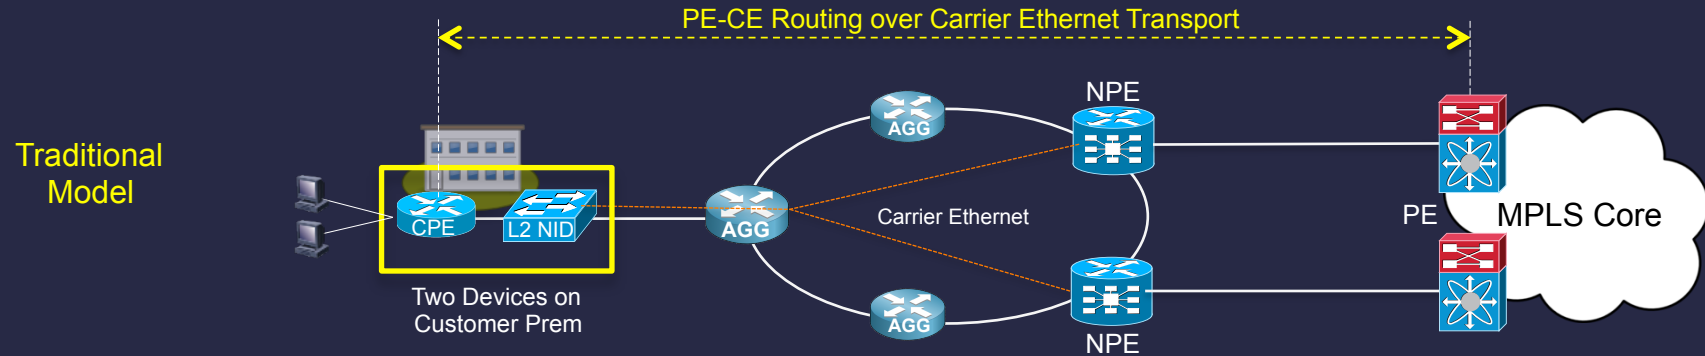 PE-CE Routing over Carrier Ethernet Transport
Traditional
Model
CPE
L2 NID
Two Devices on
Customer Prem
AGG
AGG
AGG
Carrier Ethernet
NPE
NPE
PE
MPLS Core